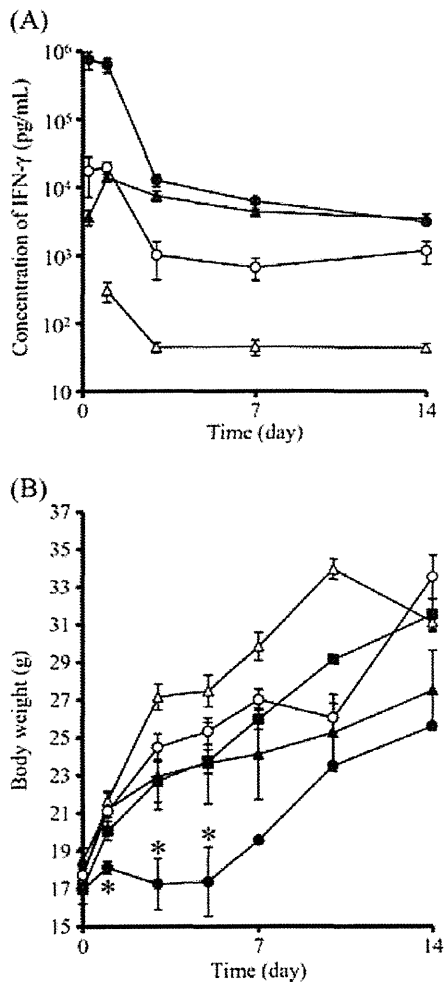 (A)
Concentration of IFN-γ (pg/mL)
10⁶
10⁵
10⁴
10³
10²
10
0 7 14
Time (day)
(B)
Body weight (g)
37
35
33
31
29
27
25
23
21
19
17
15
* * *
0 7 14
Time (day)